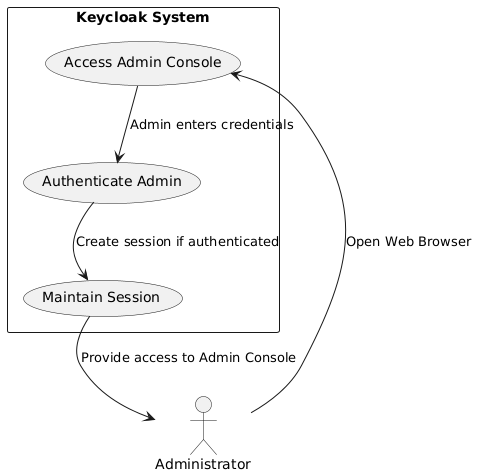 Keycloak System
Access Admin Console
Admin enters credentials
Authenticate Admin
Create session if authenticated
Open Web Browser
Maintain Session
Provide access to Admin Console
Administrator